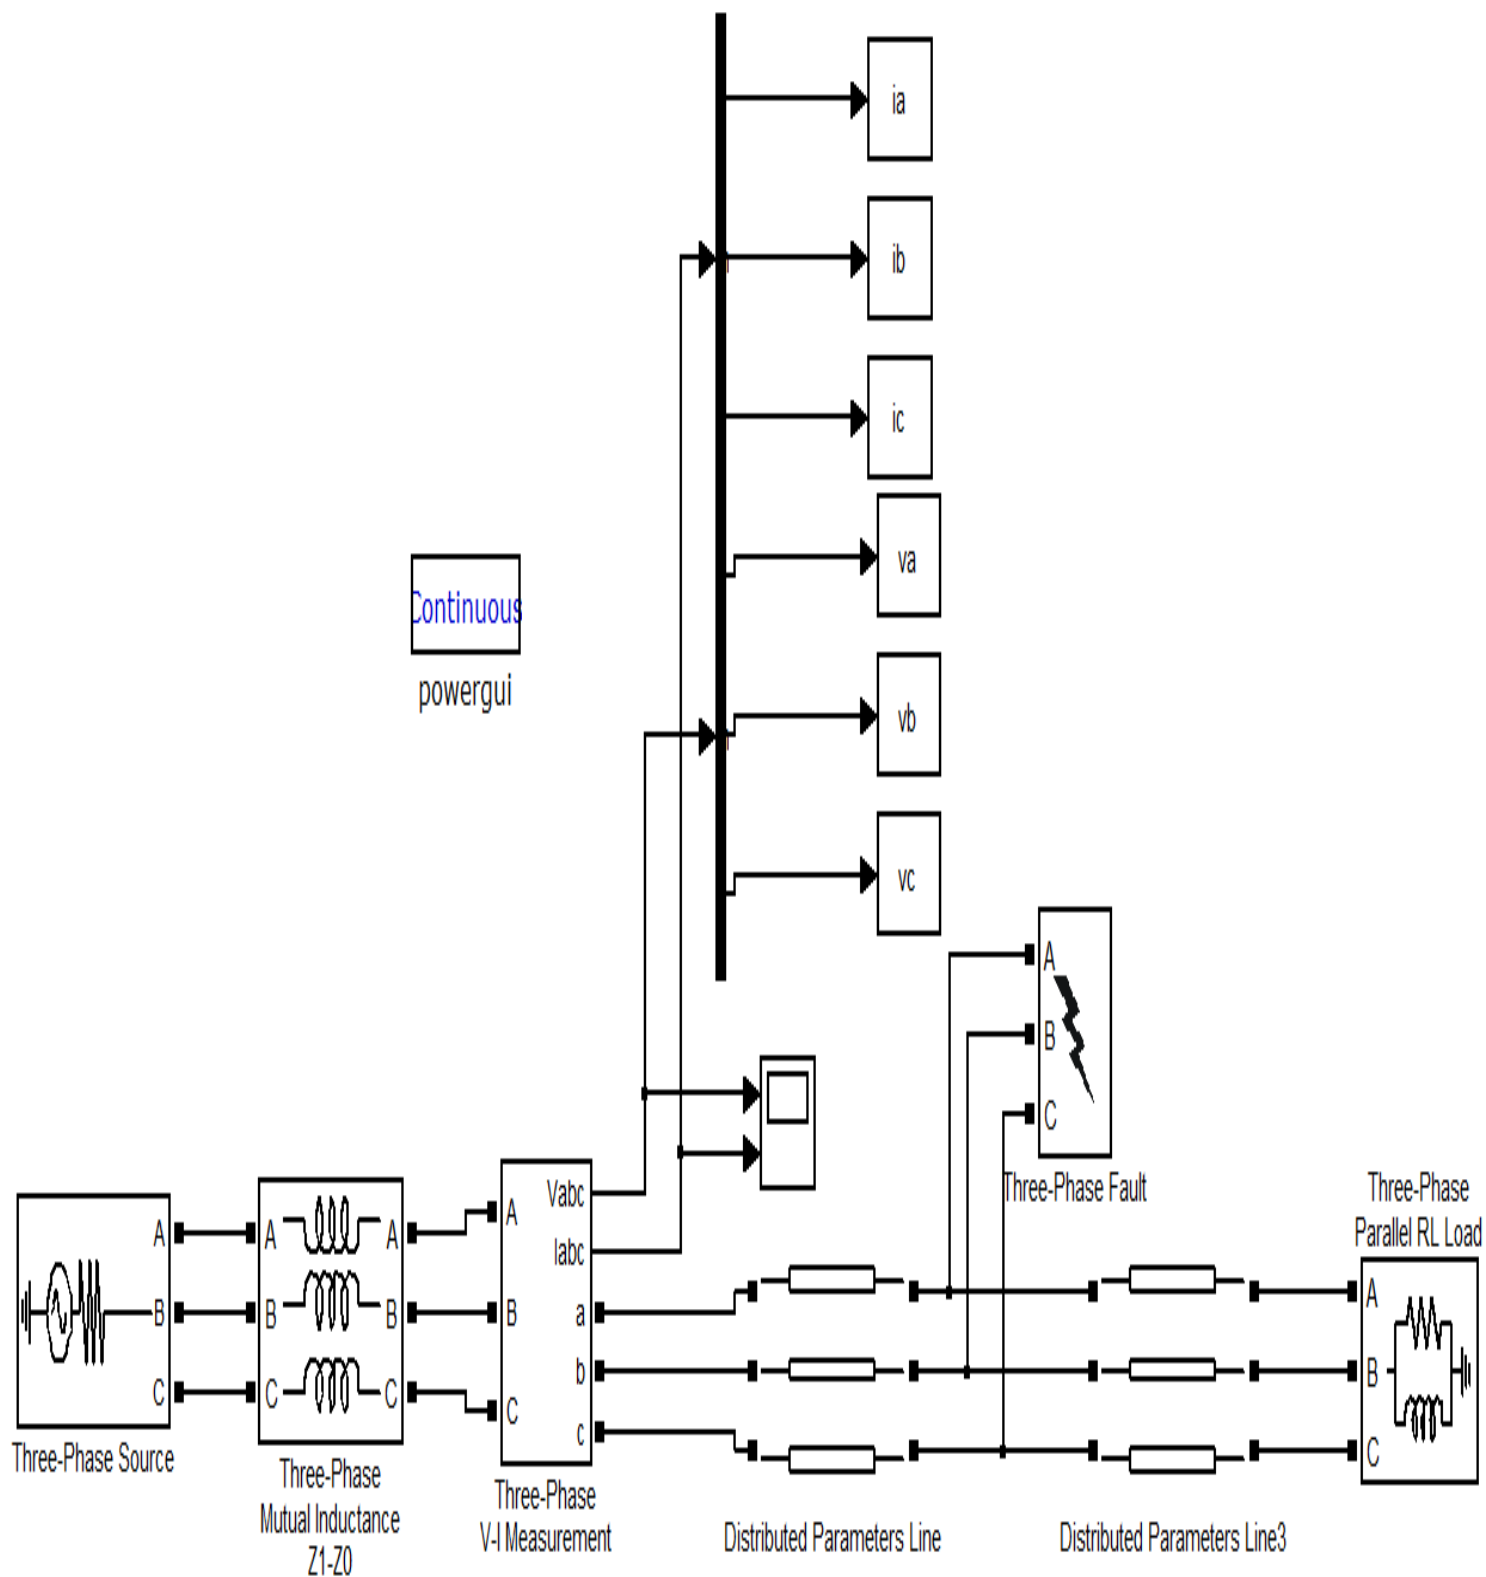 ia
ib
ic
va
Continuous
powergui
vb
vc
A
B
C
Three-Phase Fault
Vabc
Iabc
A
B
C
a
b
c
A
B
C
A
B
C
A
B
C
Three-Phase
Parallel RL Load
A
B
C
Three-Phase Source
Three-Phase
Mutual Inductance
Z1-Z0
Three-Phase
V-I Measurement
Distributed Parameters Line
Distributed Parameters Line3